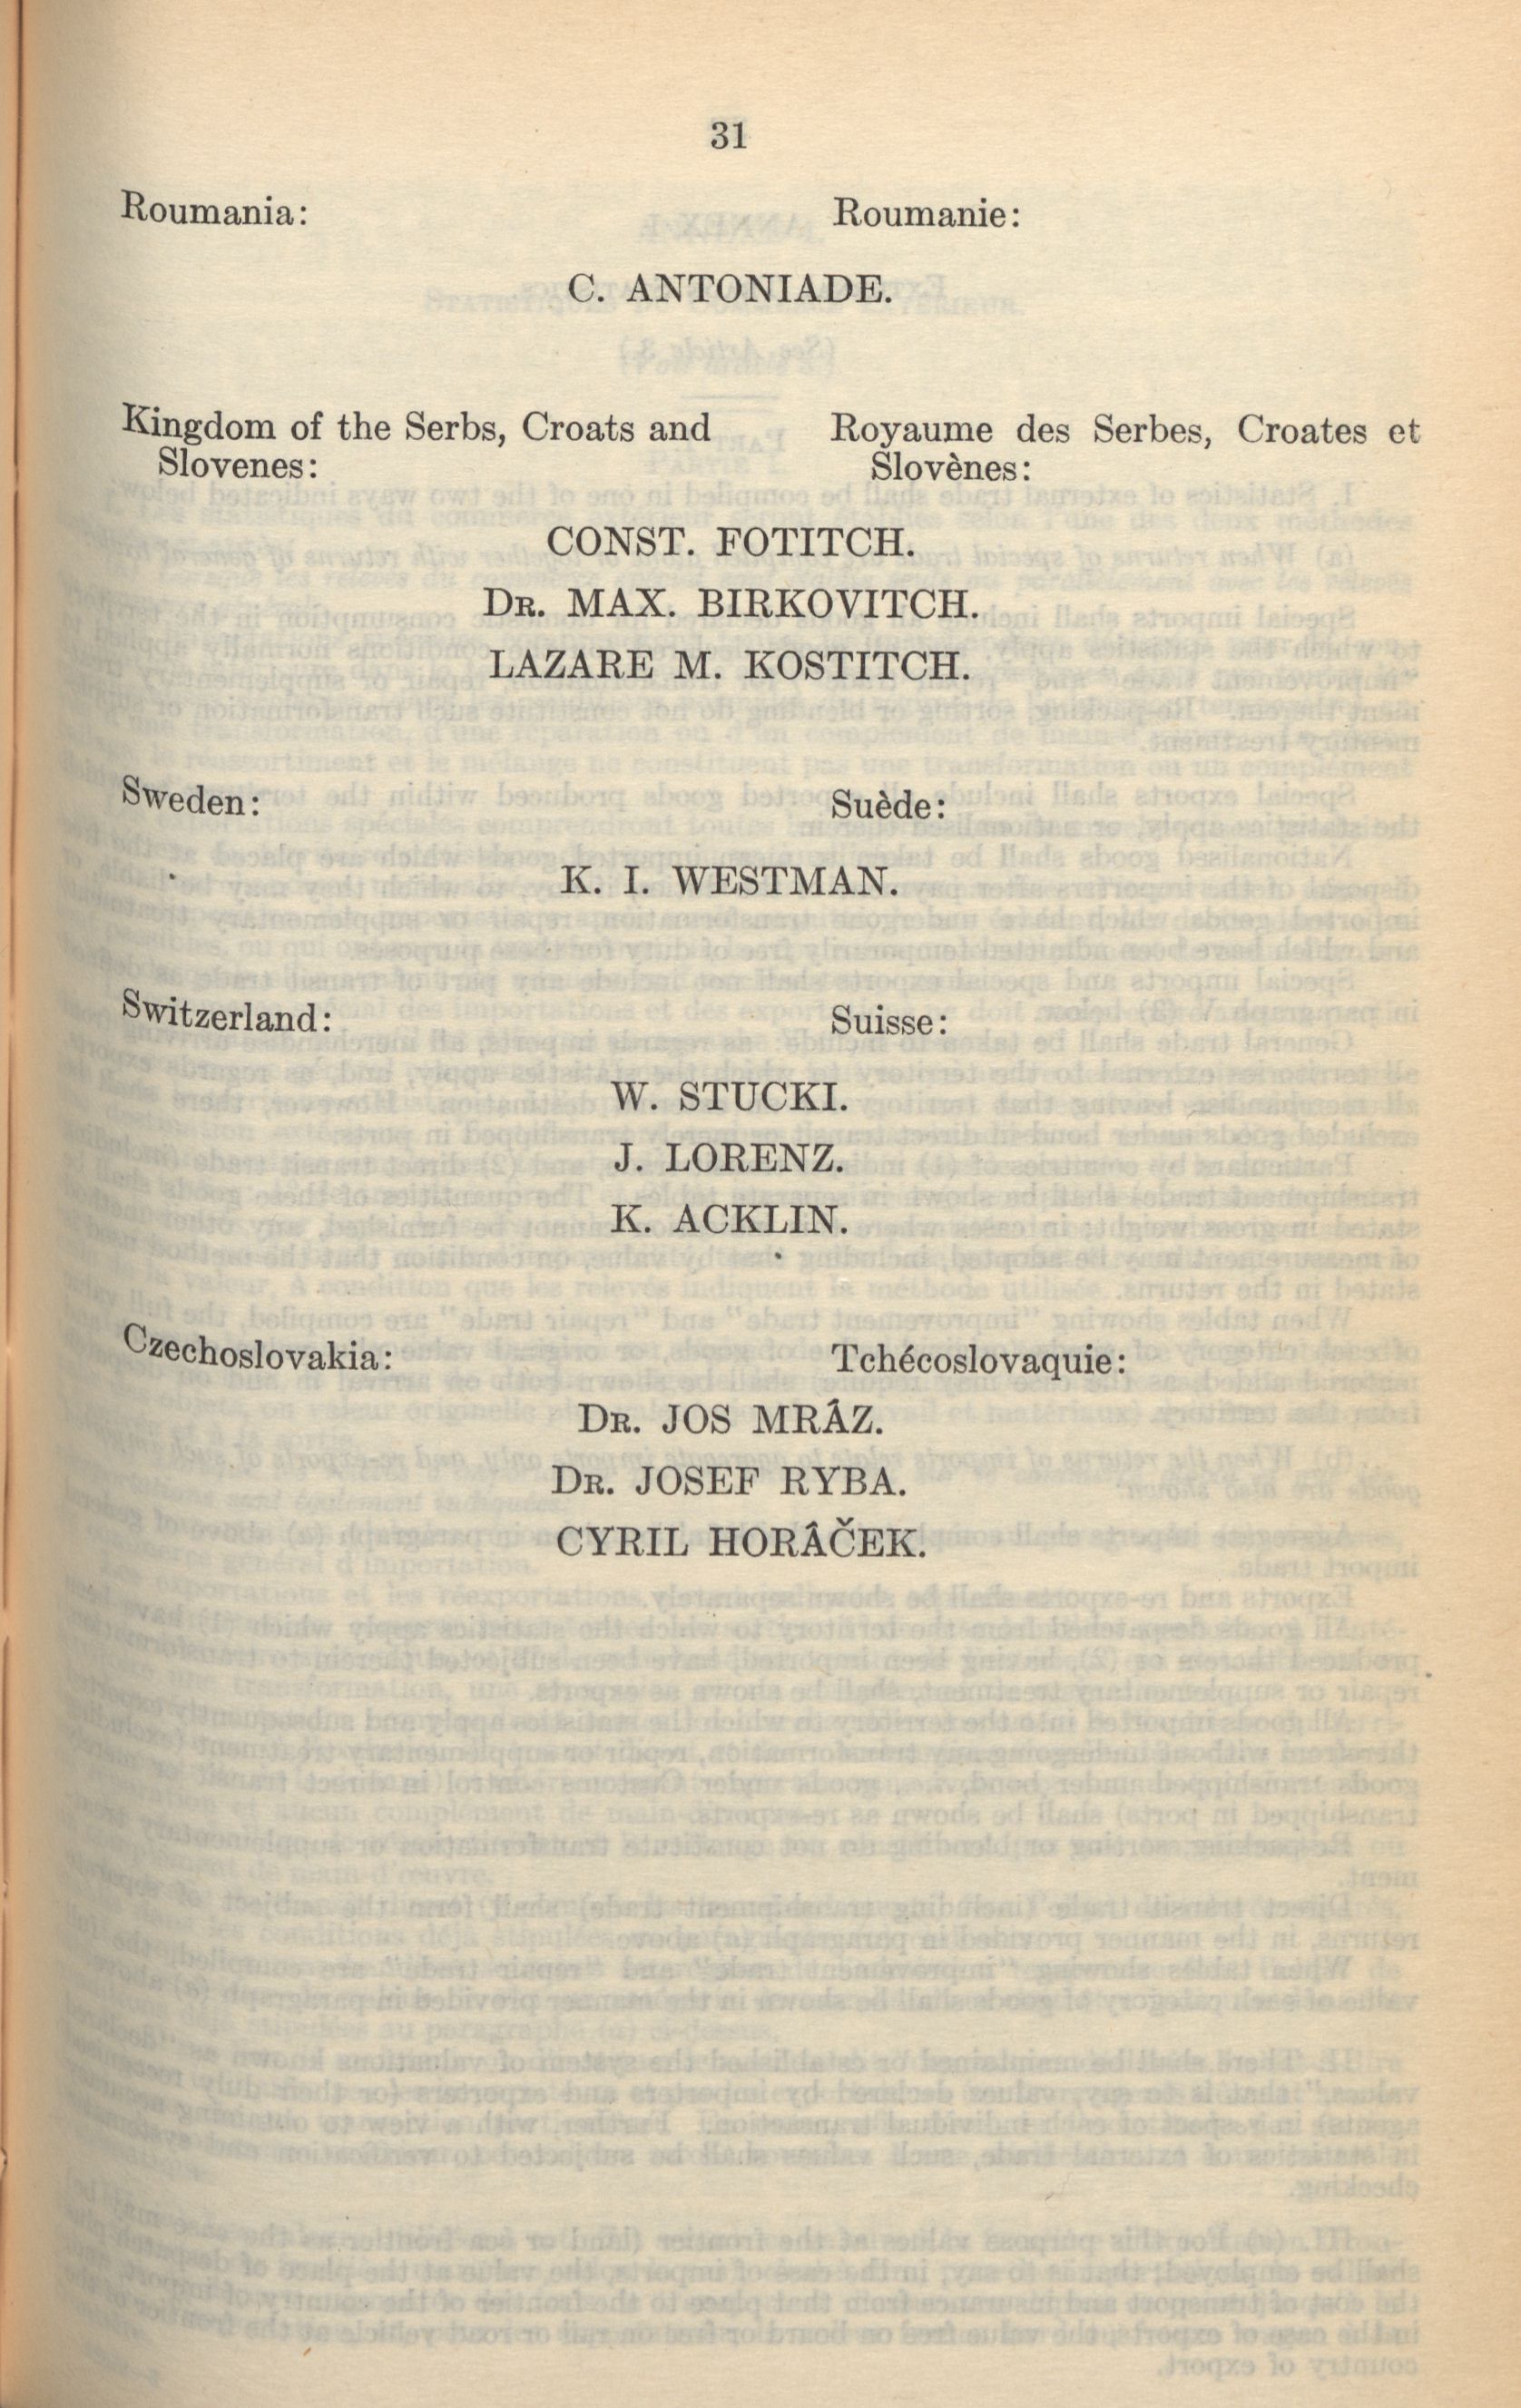 31
Roumania: Roumanie:
C. ANTONIADE.
Kingdom of the Serbs, Croats and Royaume des Serbes, Croates et
Slovenes: Slovènes:
CONST. FOTITCH.
DR. MAX. BIRKOVITCH.
LAZARE M. KOSTITCH.
Sweden: Suède:
K. I. WESTMAN.
Switzerland: Suisse:
W. STUCKI.
J. LORENZ.
K. ACKLIN.
Czechoslovakia: Tchécoslovaquie:
DR. JOS MRÂZ.
DR. JOSEF RYBA.
CYRIL HORÂČEK.